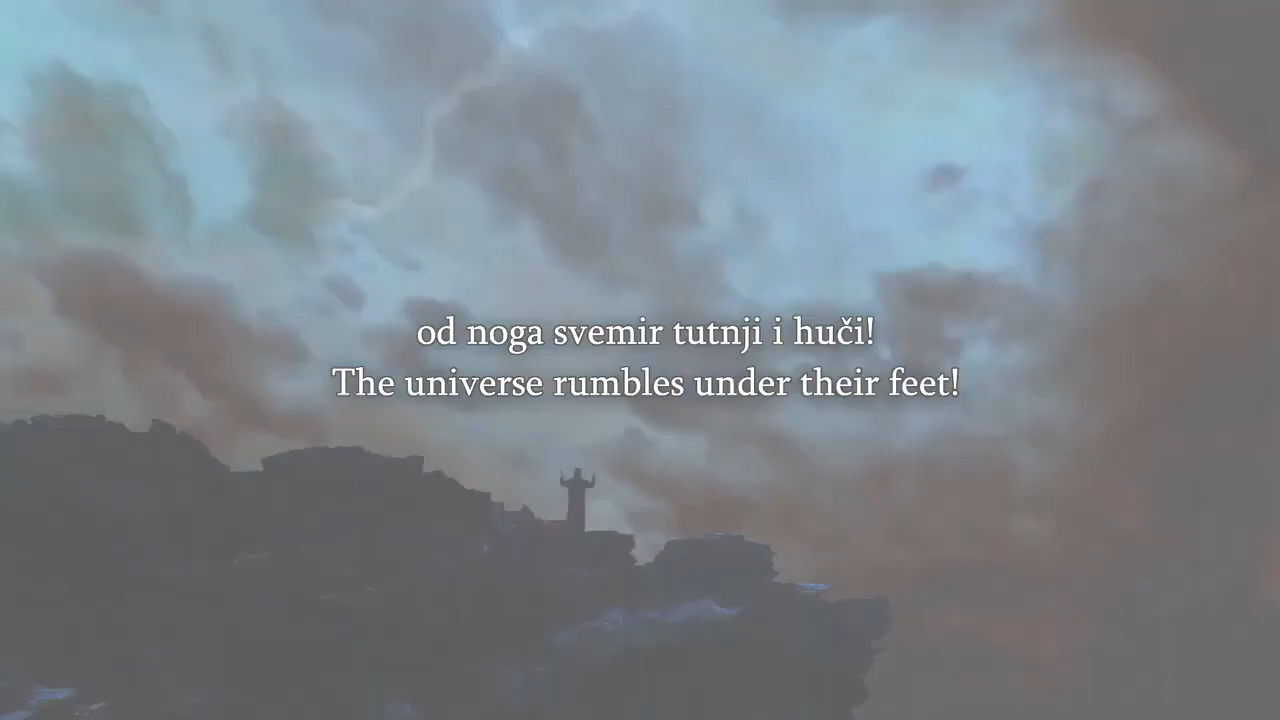 od noga svemir tutnji i huči!
The universe rumbles under their feet!